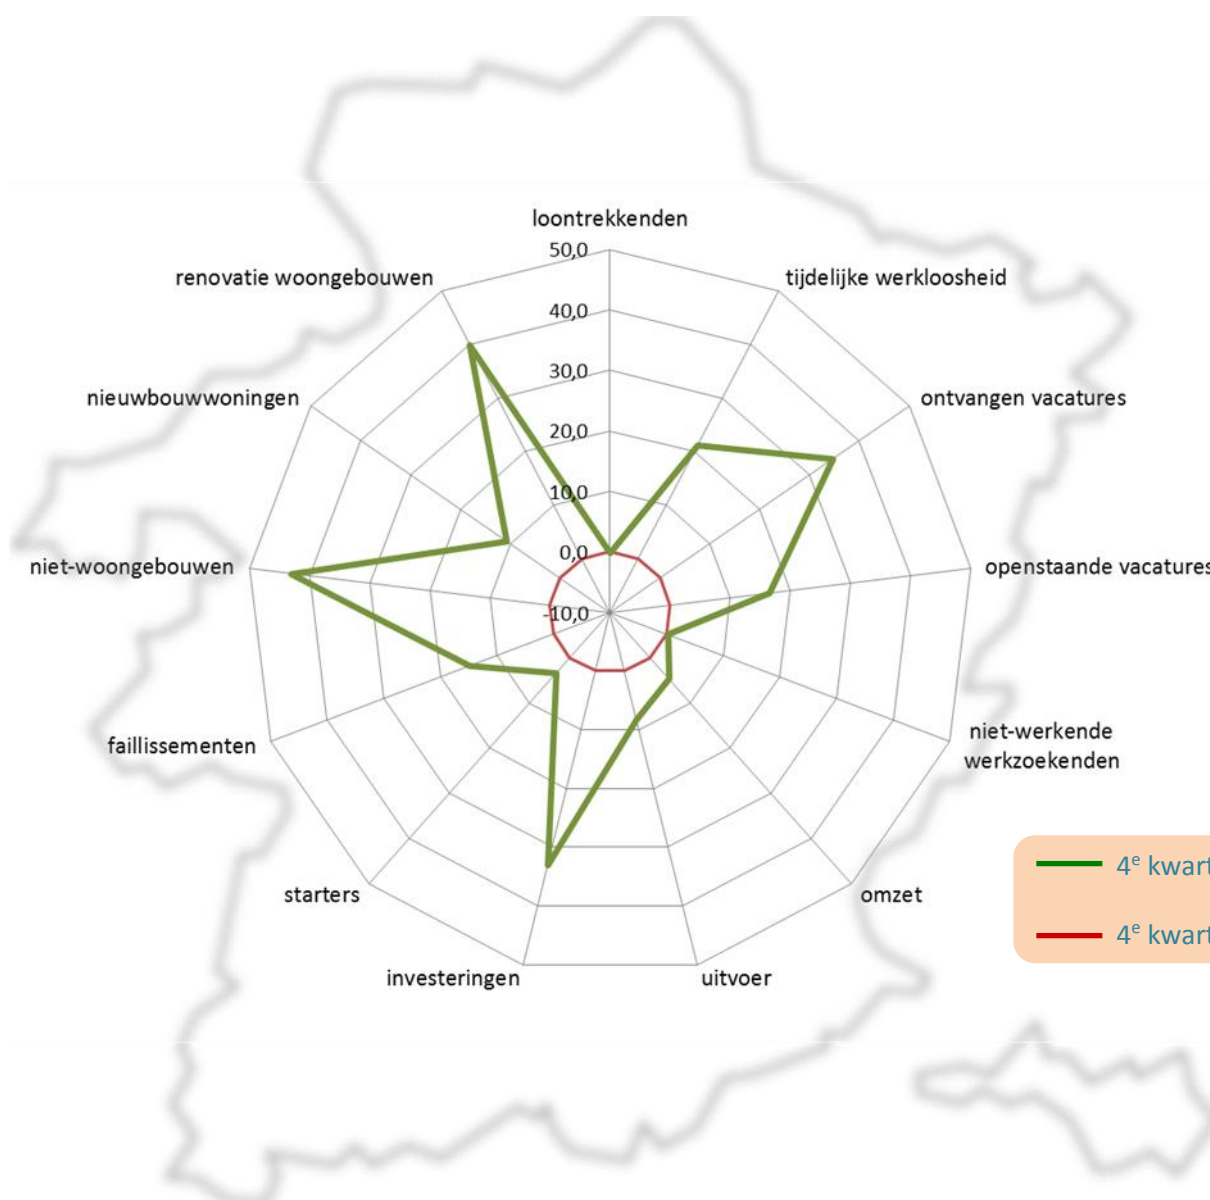 loontrekkenden
50,0
renovatie woongebouwen
tijdelijke werkloosheid
40,0
30,0
nieuwbouwwoningen
ontvangen vacatures
20,0
10,0
0,0
niet-woongebouwen
openstaande vacatures
-10,0
niet-werkende
werkzoekenden
faillissementen
4e kwart
starters
omzet
4e kwart
investeringen
uitvoer